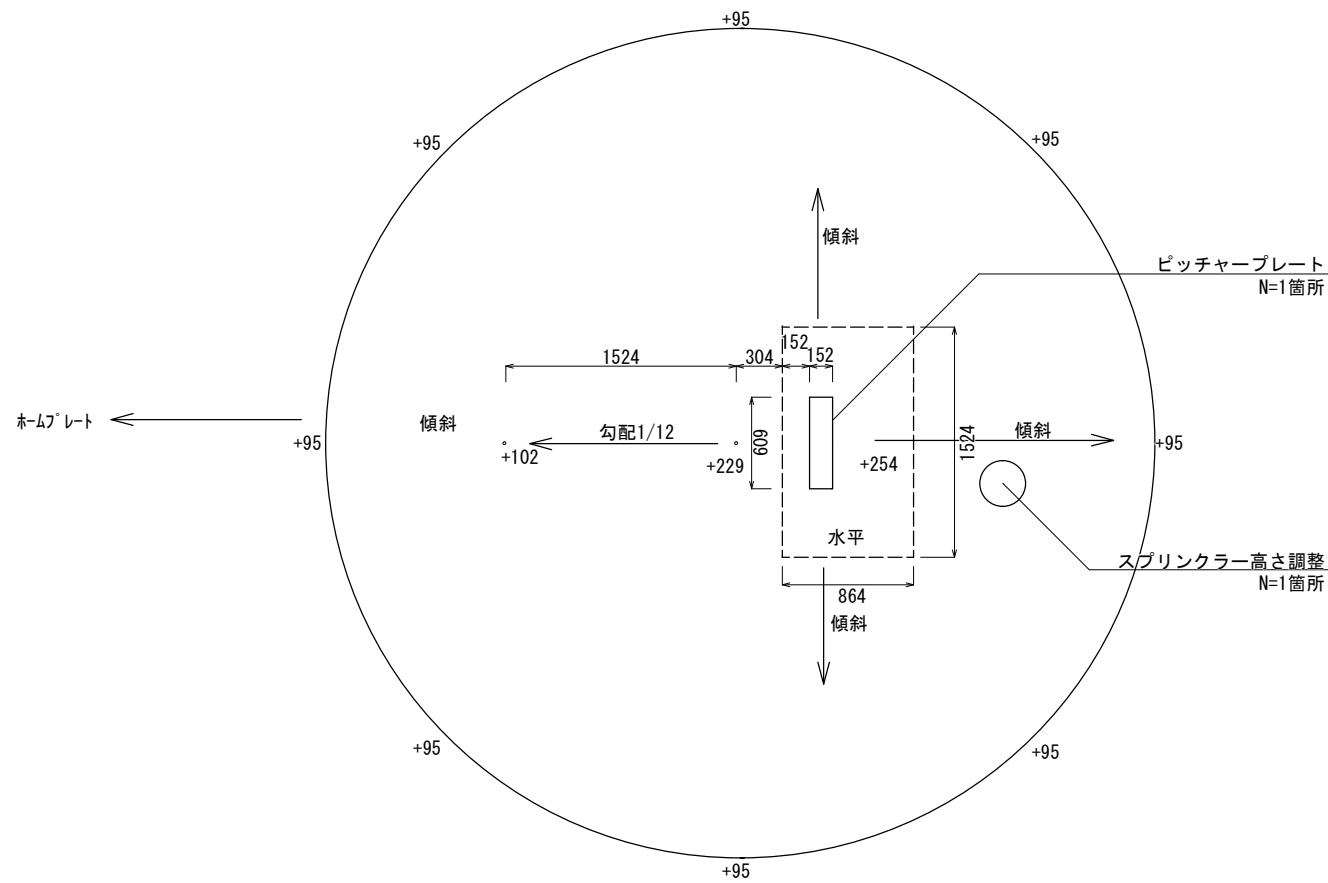 +95
+95
+95
傾斜
ピッチャープレート
N=1箇所
152
152
1524
304
ホームプレート
傾斜
勾配1/12
609
傾斜
1524
+95
+95
+102
+229
+254
水平
スプリンクラー高さ調整
N=1箇所
864
傾斜
+95
+95
+95